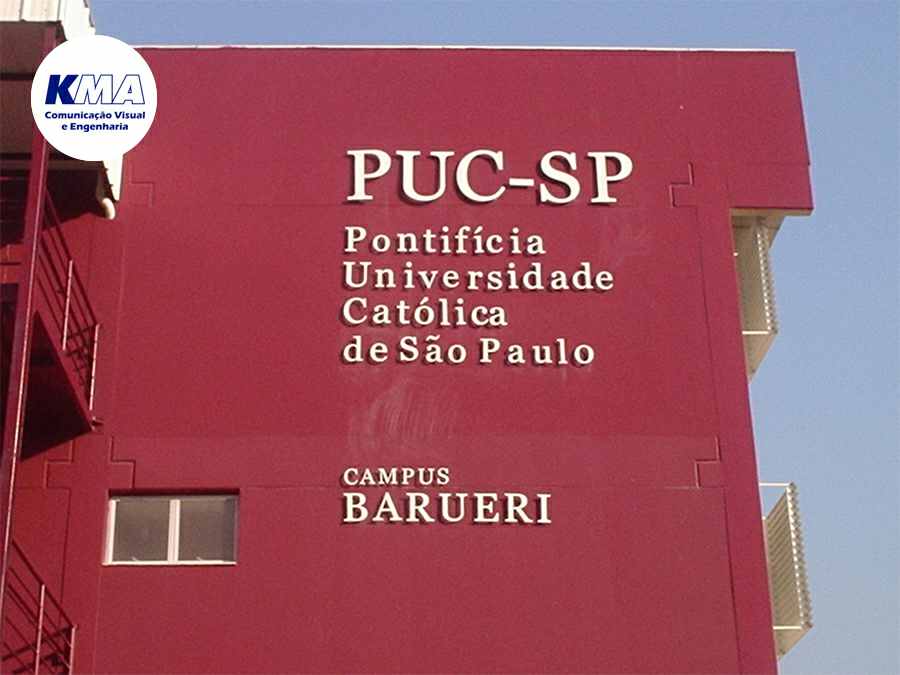 KMA
Comunicação Visual
e Engenharia
PUC-SP
Pontifícia
Universidade
Católica
de São Paulo
CAMPUS
BARUERI